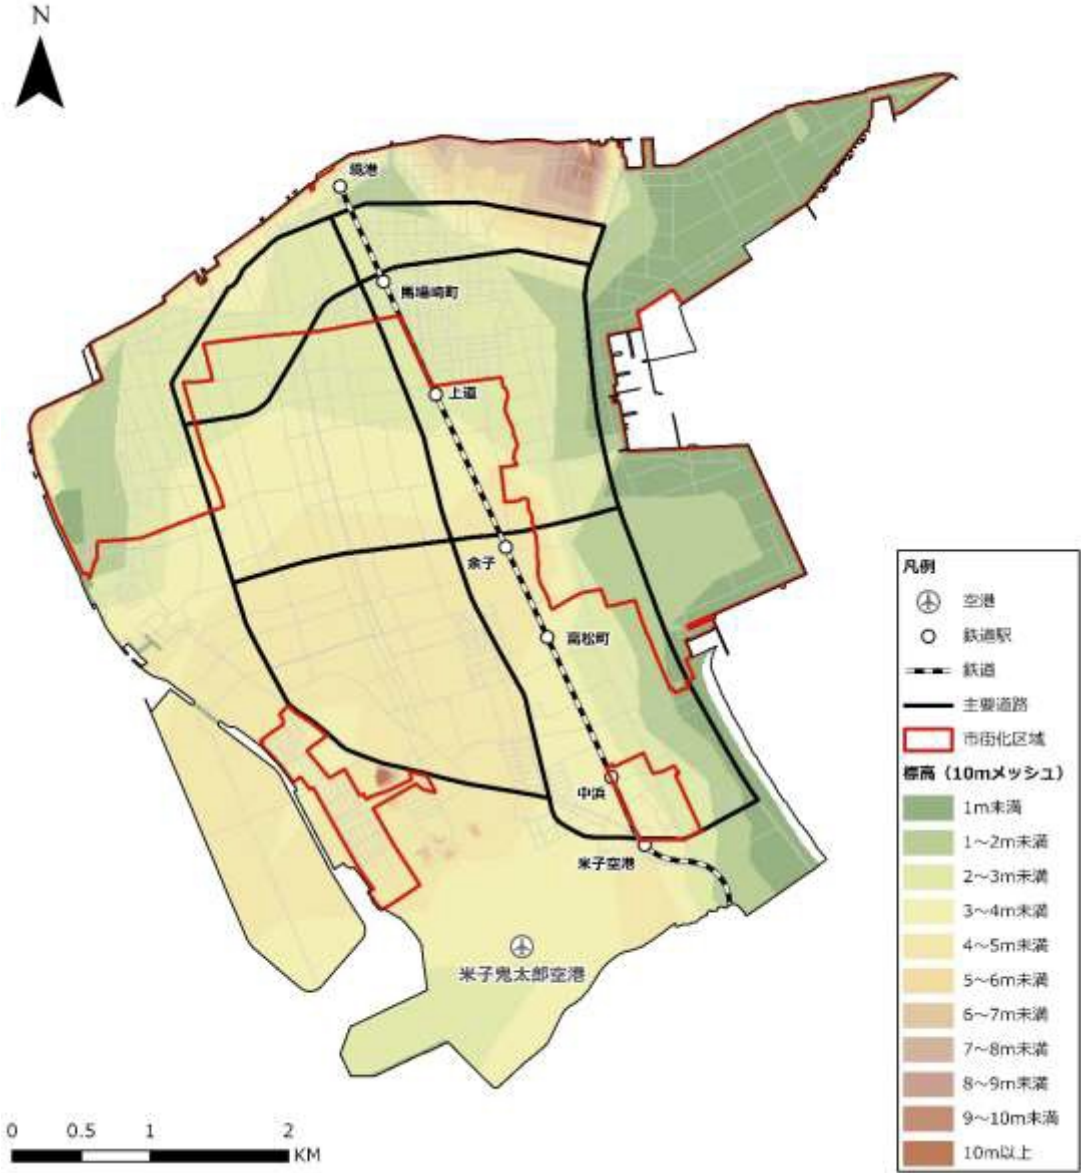 N
境港
馬場崎町
上道
余子
高松町
中浜
米子空港
米子鬼太郎空港
凡例
空港
鉄道駅
鉄道
主要道路
市街化区域
標高（10mメッシュ）
1m未満
1～2m未満
2～3m未満
3～4m未満
4～5m未満
5～6m未満
6～7m未満
7～8m未満
8～9m未満
9～10m未満
10m以上
0 0.5 1 2
KM